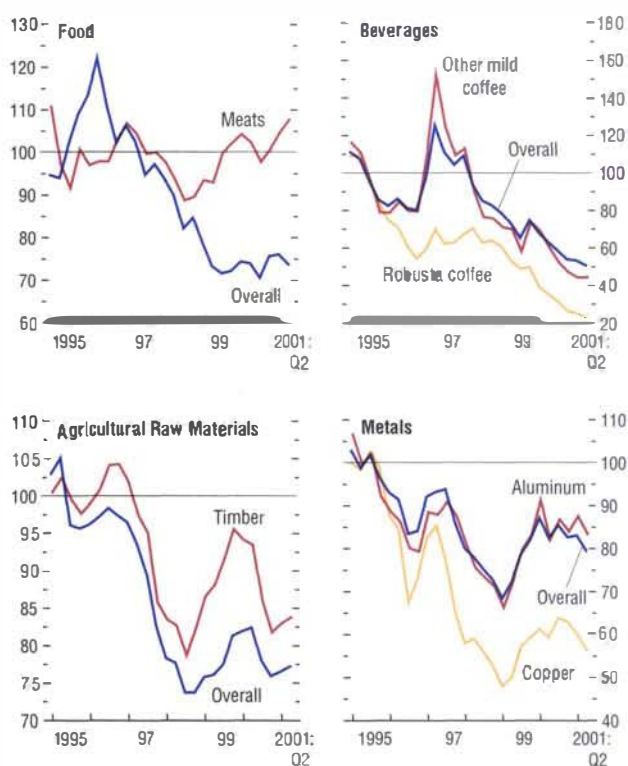 Food
130
120
110
100
90
80
70
60
Meats
Overall
1995
97
99
2001:
Q2
Beverages
180
160
140
120
100
80
60
40
20
Other mild
coffee
Overall
Robusta coffee
1995
97
99
2001:
Q2
Agricultural Raw Materials
110
105
100
95
90
85
80
75
70
Timber
Overall
1995
97
99
2001:
Q2
Metals
110
100
90
80
70
60
50
40
Aluminum
Overall
Copper
1995
97
99
2001:
Q2